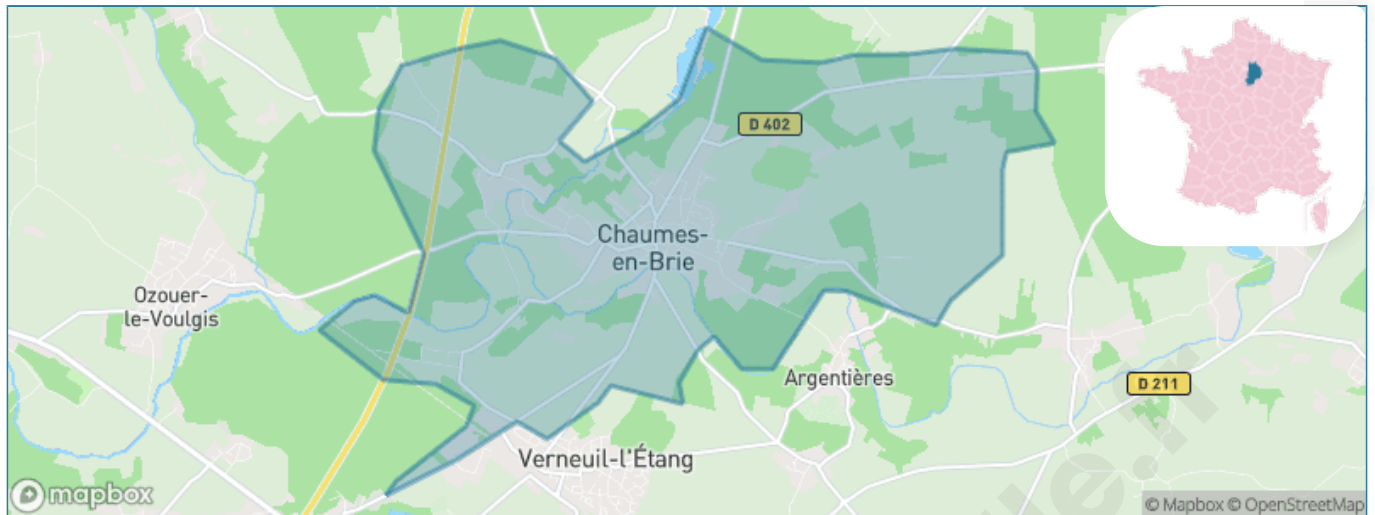 D 402
Chaumes-
en-Brie
Ozouer-
le-Voulgis
Argentières
D 211
Verneuil-l'Étang
mapbox
© Mapbox © OpenStreetMap